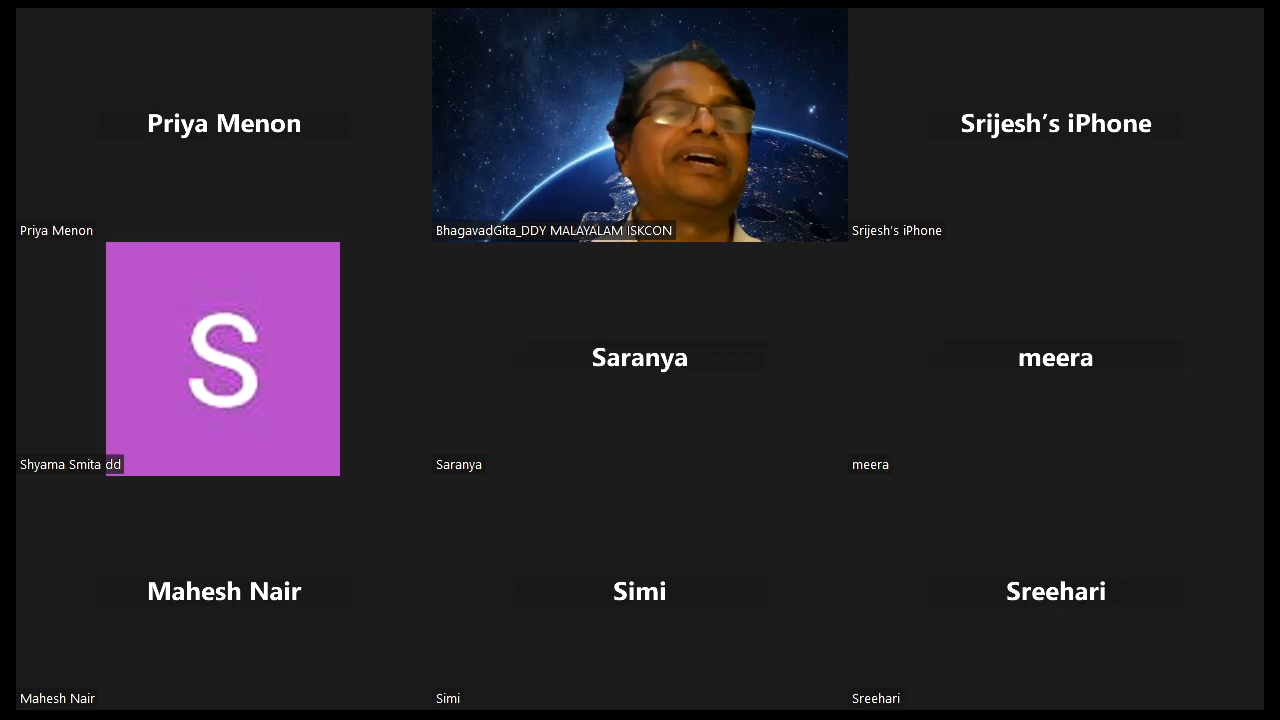 Priya Menon
Srijesh’s iPhone
Priya Menon
BhagavadGita_DDY MALAYALAM ISKCON
Srijesh's iPhone
S
Saranya
meera
Shyama Smita dd
Saranya
meera
Mahesh Nair
Simi
Sreehari
Mahesh Nair
Simi
Sreehari